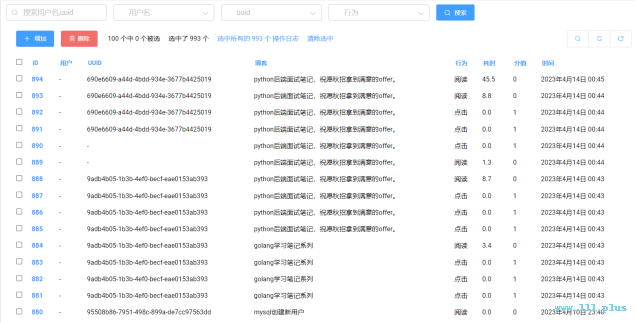 搜索用户名,uuid 用户名 uuid 行为 搜索
+ 增加 删除 100 个中 0 个被选 选中了 993 个 选中所有的 993 个 操作日志 清除选中
ID 用户 UUID 博客 行为 耗时 分值 时间
894 - 690e6609-a44d-4bdd-934e-3677b4425019 python后端面试笔记，祝愿秋招拿到满意的offer。 阅读 45.5 0 2023年4月14日 00:45
893 - 690e6609-a44d-4bdd-934e-3677b4425019 python后端面试笔记，祝愿秋招拿到满意的offer。 阅读 8.8 0 2023年4月14日 00:44
892 - 690e6609-a44d-4bdd-934e-3677b4425019 python后端面试笔记，祝愿秋招拿到满意的offer。 点击 0.0 1 2023年4月14日 00:44
891 - 690e6609-a44d-4bdd-934e-3677b4425019 python后端面试笔记，祝愿秋招拿到满意的offer。 点击 0.0 1 2023年4月14日 00:44
890 - - python后端面试笔记，祝愿秋招拿到满意的offer。 点击 0.0 1 2023年4月14日 00:44
889 - - python后端面试笔记，祝愿秋招拿到满意的offer。 阅读 1.3 0 2023年4月14日 00:44
888 - 9adb4b05-1b3b-4ef0-becf-eae0153ab393 python后端面试笔记，祝愿秋招拿到满意的offer。 阅读 8.7 0 2023年4月14日 00:43
887 - 9adb4b05-1b3b-4ef0-becf-eae0153ab393 python后端面试笔记，祝愿秋招拿到满意的offer。 点击 0.0 1 2023年4月14日 00:43
886 - 9adb4b05-1b3b-4ef0-becf-eae0153ab393 python后端面试笔记，祝愿秋招拿到满意的offer。 点击 0.0 1 2023年4月14日 00:43
885 - 9adb4b05-1b3b-4ef0-becf-eae0153ab393 python后端面试笔记，祝愿秋招拿到满意的offer。 点击 0.0 1 2023年4月14日 00:43
884 - 9adb4b05-1b3b-4ef0-becf-eae0153ab393 golang学习笔记系列 阅读 3.4 0 2023年4月14日 00:43
883 - 9adb4b05-1b3b-4ef0-becf-eae0153ab393 golang学习笔记系列 点击 0.0 1 2023年4月14日 00:43
882 - 9adb4b05-1b3b-4ef0-becf-eae0153ab393 golang学习笔记系列 点击 0.0 1 2023年4月14日 00:43
881 - 9adb4b05-1b3b-4ef0-becf-eae0153ab393 golang学习笔记系列 点击 0.0 1 2023年4月14日 00:43
880 - 95508b86-7951-498c-899a-de7cc97563dd mysql创建新用户 阅读 0.0 0 2023年4月10日 23:40
www.lll.plus